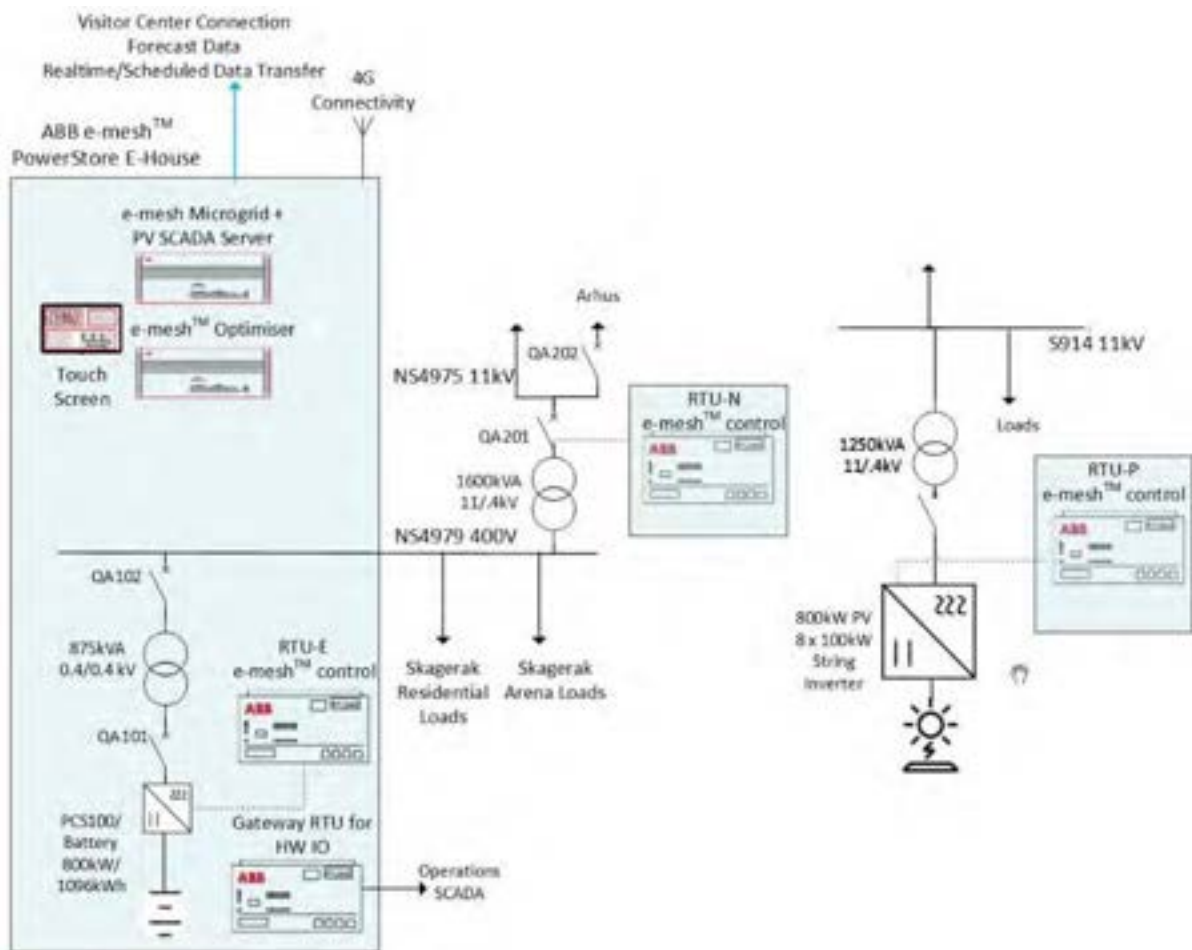 Visitor Center Connection
Forecast Data
Realtime/Scheduled Data Transfer
4G
Connectivity
ABB e-mesh™
PowerStore E-House
e-mesh Microgrid +
PV SCADA Server
e-mesh™ Optimiser
Touch
Screen
Arhus
QA202
NS4975 11kV
QA201
1600kVA
11/.4kV
NS4979 400V
RTU-N
e-mesh™ control
ABB
S914 11kV
Loads
1250kVA
11/.4kV
RTU-P
e-mesh™ control
ABB
800kW PV
8 x 100kW
String
Inverter
QA102
875kVA
0.4/0.4 kV
QA101
RTU-E
e-mesh™ control
ABB
Skagerak
Residential
Loads
Skagerak
Arena Loads
PCS100/
Battery
800kW/
1096kWh
Gateway RTU for
HW IO
ABB
Operations
SCADA